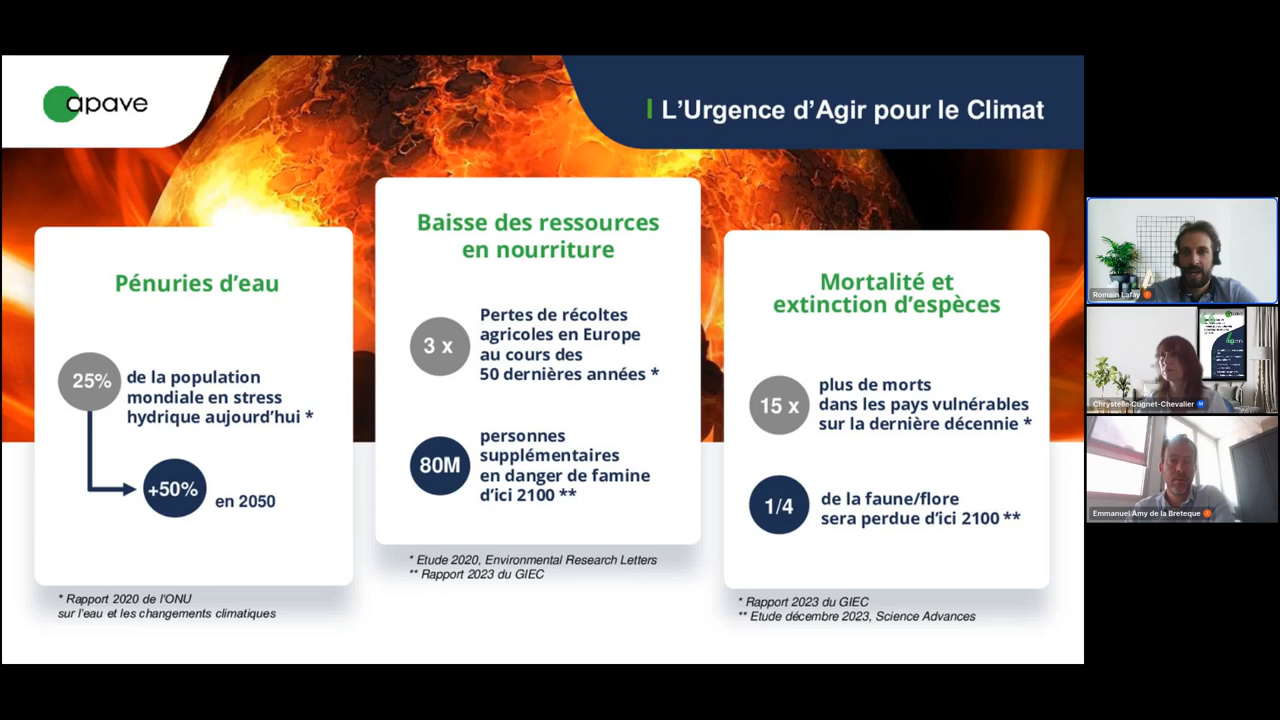 apave
L’Urgence d’Agir pour le Climat
Pénuries d’eau
25%
de la population
mondiale en stress
hydrique aujourd’hui *
+50%
en 2050
* Rapport 2020 de l’ONU
sur l’eau et les changements climatiques
Baisse des ressources
en nourriture
3 x
Pertes de récoltes
agricoles en Europe
au cours des
50 dernières années *
80M
personnes
supplémentaires
en danger de famine
d’ici 2100 **
* Etude 2020, Environmental Research Letters
** Rapport 2023 du GIEC
Mortalité et
extinction d’espèces
15 x
plus de morts
dans les pays vulnérables
sur la dernière décennie *
1/4
de la faune/flore
sera perdue d’ici 2100 **
* Rapport 2023 du GIEC
** Etude décembre 2023, Science Advances
Romain Lafay
Chrystelle Cugnet-Chevalier
Emmanuel Amy de la Breteque